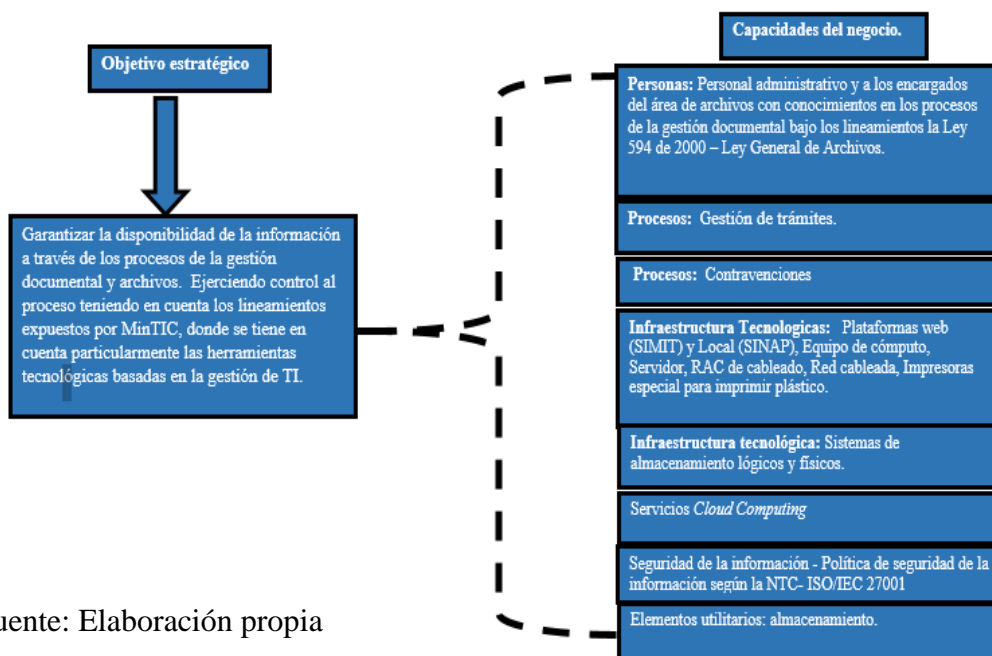 Objetivo estratégico
Garantizar la disponibilidad de la información
a través de los procesos de la gestión
documental y archivos. Ejerciendo control al
proceso teniendo en cuenta los lineamientos
expuestos por MinTIC, donde se tiene en
cuenta particularmente las herramientas
tecnológicas basadas en la gestión de TI.
Capacidades del negocio.
Personas: Personal administrativo y a los encargados
del área de archivos con conocimientos en los procesos
de la gestión documental bajo los lineamientos la Ley
594 de 2000 – Ley General de Archivos.
Procesos: Gestión de trámites.
Procesos: Contravenciones
Infraestructura Tecnologicas: Plataformas web
(SIMIT) y Local (SINAP), Equipo de cómputo,
Servidor, RAC de cableado, Red cableada, Impresoras
especial para imprimir plástico.
Infraestructura tecnológica: Sistemas de
almacenamiento lógicos y físicos.
Servicios Cloud Computing
Seguridad de la información - Política de seguridad de la
información según la NTC- ISO/IEC 27001
Elementos utilitarios: almacenamiento.
uente: Elaboración propia